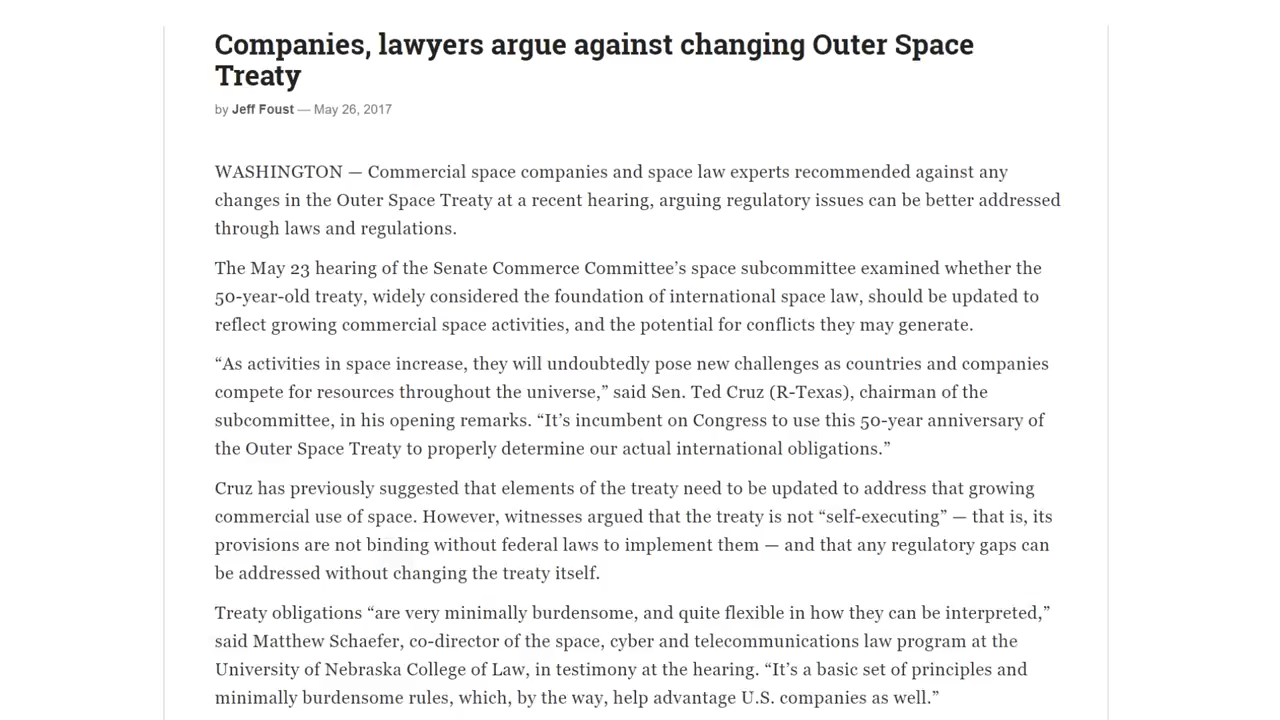 Companies, lawyers argue against changing Outer Space
Treaty
by Jeff Foust — May 26, 2017
WASHINGTON — Commercial space companies and space law experts recommended against any
changes in the Outer Space Treaty at a recent hearing, arguing regulatory issues can be better addressed
through laws and regulations.
The May 23 hearing of the Senate Commerce Committee’s space subcommittee examined whether the
50-year-old treaty, widely considered the foundation of international space law, should be updated to
reflect growing commercial space activities, and the potential for conflicts they may generate.
“As activities in space increase, they will undoubtedly pose new challenges as countries and companies
compete for resources throughout the universe,” said Sen. Ted Cruz (R-Texas), chairman of the
subcommittee, in his opening remarks. “It’s incumbent on Congress to use this 50-year anniversary of
the Outer Space Treaty to properly determine our actual international obligations.”
Cruz has previously suggested that elements of the treaty need to be updated to address that growing
commercial use of space. However, witnesses argued that the treaty is not “self-executing” — that is, its
provisions are not binding without federal laws to implement them — and that any regulatory gaps can
be addressed without changing the treaty itself.
Treaty obligations “are very minimally burdensome, and quite flexible in how they can be interpreted,”
said Matthew Schaefer, co-director of the space, cyber and telecommunications law program at the
University of Nebraska College of Law, in testimony at the hearing. “It’s a basic set of principles and
minimally burdensome rules, which, by the way, help advantage U.S. companies as well.”